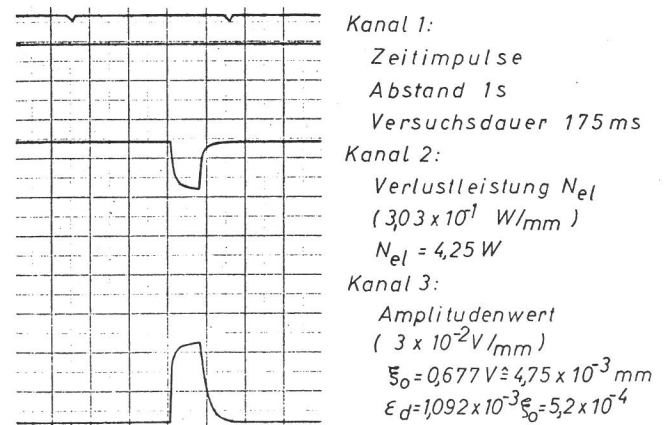 Kanal 1:
Zeitimpulse
Abstand 1s
Versuchsdauer 175 ms
Kanal 2:
Verlustleistung N_el
(3,03 x 10^-1 W/mm)
N_el = 4,25 W
Kanal 3:
Amplitudenwert
(3 x 10^-2 V/mm)
ξ_o = 0,677 V ≙ 4,75 x 10^-3 mm
ε_d = 1,092 x 10^-3 ξ_o = 5,2 x 10^-4